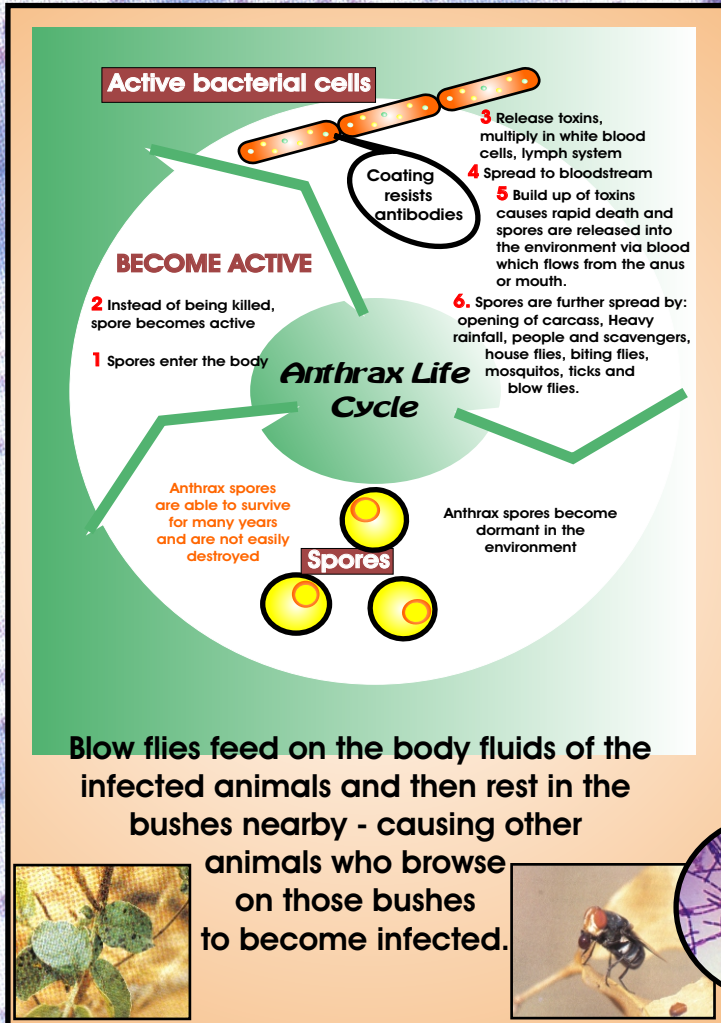 Active bacterial cells
3 Release toxins,
multiply in white blood
cells, lymph system
4 Spread to bloodstream
5 Build up of toxins
causes rapid death and
spores are released into
the environment via blood
which flows from the anus
or mouth.
6. Spores are further spread by:
opening of carcass, Heavy
rainfall, people and scavengers,
house flies, biting flies,
mosquitos, ticks and
blow flies.
Coating
resists
antibodies
BECOME ACTIVE
2 Instead of being killed,
spore becomes active
1 Spores enter the body
Anthrax Life
Cycle
Anthrax spores
are able to survive
for many years
and are not easily
destroyed
Spores
Anthrax spores become
dormant in the
environment
Blow flies feed on the body fluids of the
infected animals and then rest in the
bushes nearby - causing other
animals who browse
on those bushes
to become infected.